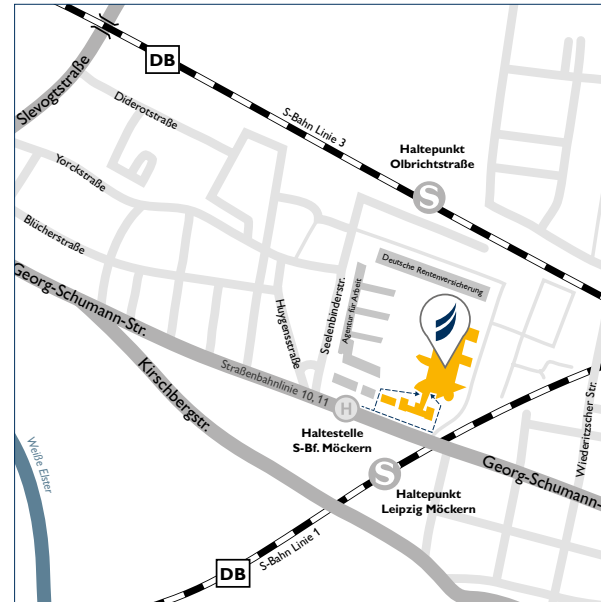 DB
Slevogtstraße
Diderotstraße
S-Bahn Linie 3
Haltepunkt
Olbrichtstraße
S
Yorckstraße
Blücherstraße
Georg-Schumann-Str.
Deutsche Rentenversicherung
Agentur für Arbeit
Seelenbinderstr.
Huygensstraße
Straßenbahnlinie 10, 11
H
Haltestelle
S-Bf. Möckern
Kirschbergstr.
Wiederitzscher Str.
Georg-Schumann-
S
Haltepunkt
Leipzig Möckern
Weiße Elster
DB
S-Bahn Linie 1